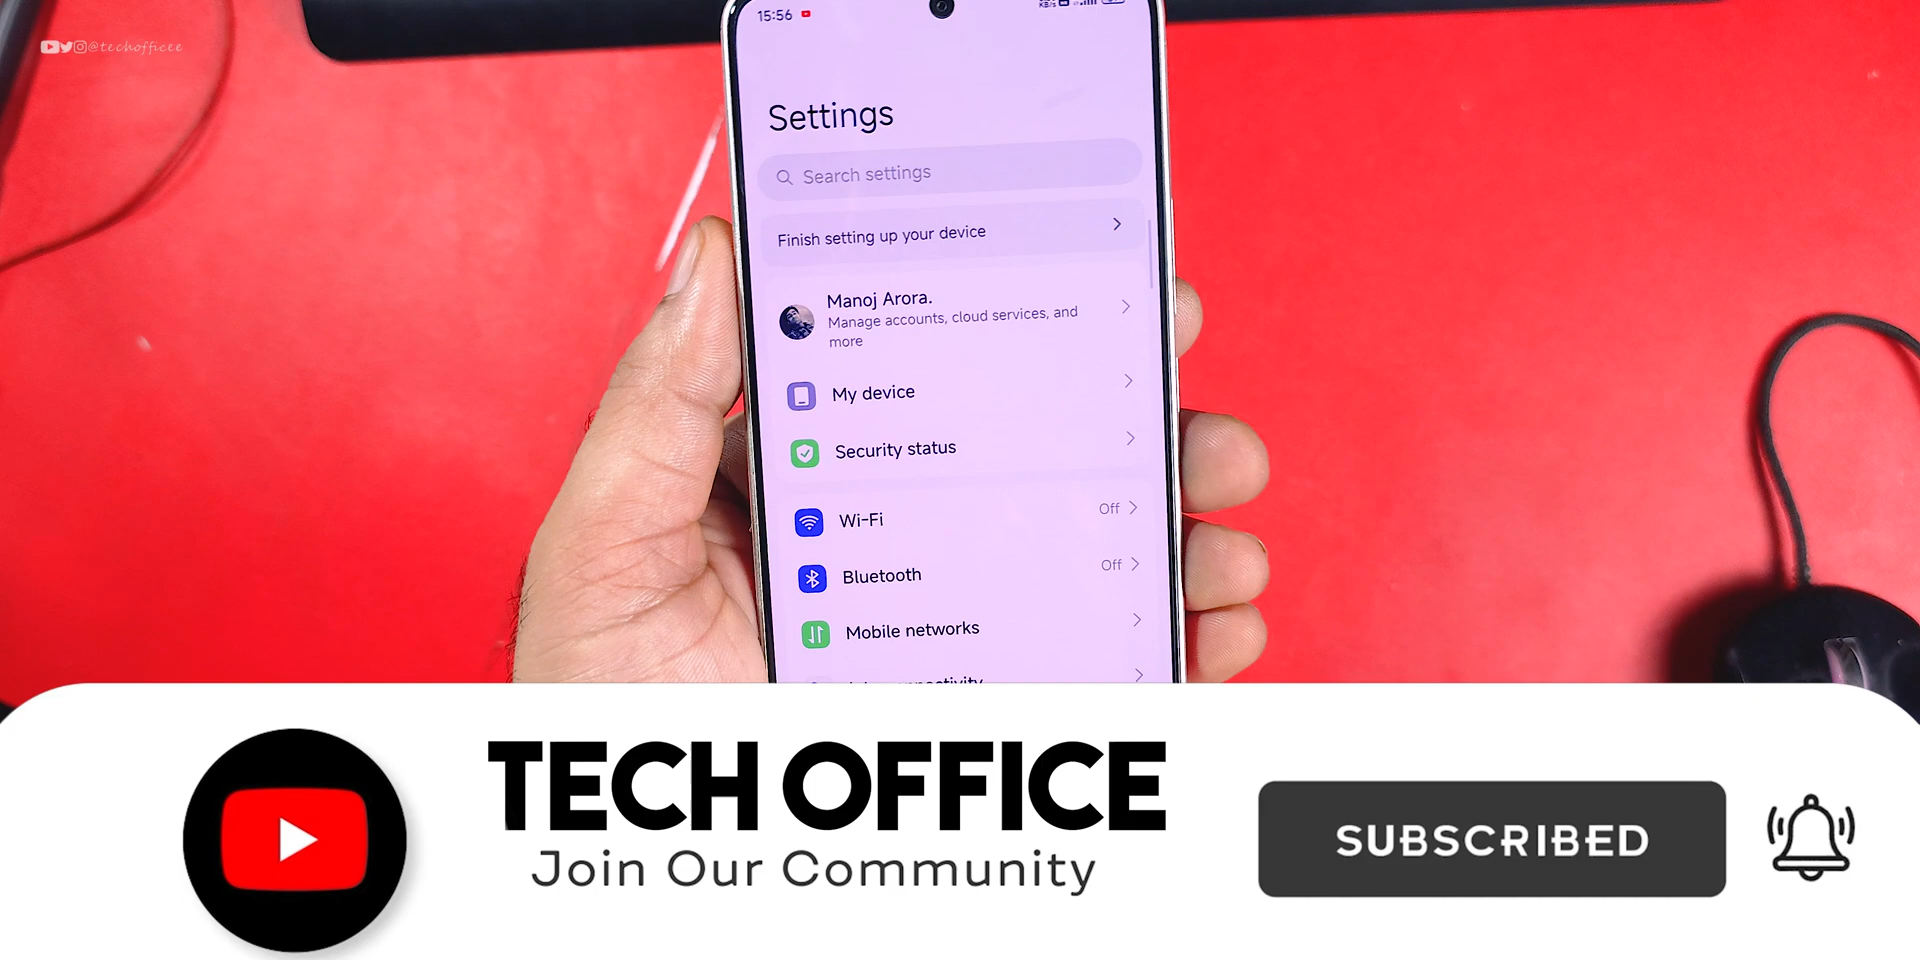 15:56
@techofficee
Settings
Search settings
Finish setting up your device
Manoj Arora.
Manage accounts, cloud services, and
more
My device
Security status
Wi-Fi
Off
Bluetooth
Off
Mobile networks
TECH OFFICE
Join Our Community
SUBSCRIBED